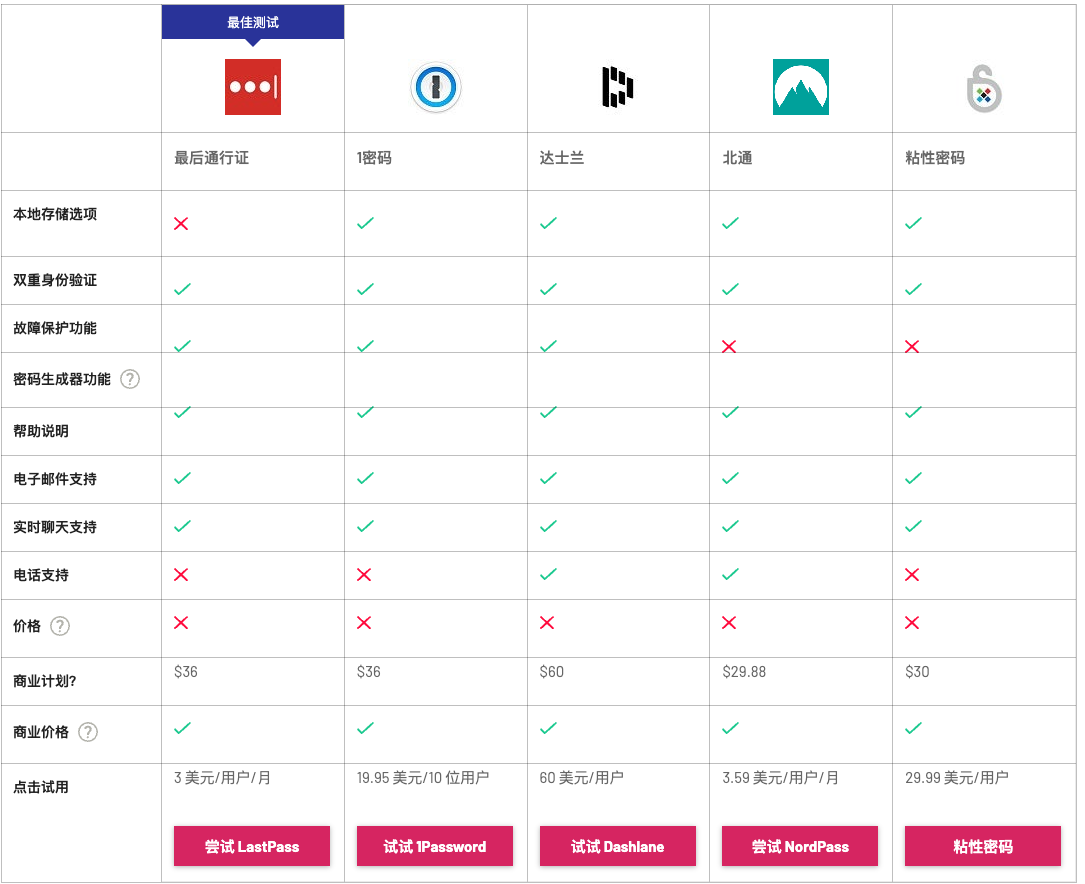 最佳测试
最后通行证 1密码 达士兰 北通 粘性密码
本地存储选项
双重身份验证
故障保护功能
密码生成器功能 ?
帮助说明
电子邮件支持
实时聊天支持
电话支持
价格 ?
$36 $36 $60 $29.88 $30
商业计划?
商业价格 ?
3 美元/用户/月 19.95 美元/10 位用户 60 美元/用户 3.59 美元/用户/月 29.99 美元/用户
点击试用
尝试 LastPass 试试 1Password 试试 Dashlane 尝试 NordPass 粘性密码